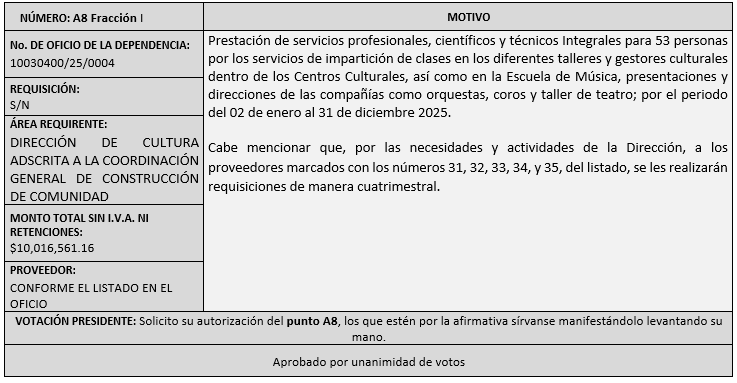 NÚMERO: A8 Fracción I
MOTIVO
No. DE OFICIO DE LA DEPENDENCIA:
10030400/25/0004
REQUISICIÓN:
S/N
ÁREA REQUIRENTE:
DIRECCIÓN DE CULTURA
ADSCRITA A LA COORDINACIÓN
GENERAL DE CONSTRUCCIÓN
DE COMUNIDAD
MONTO TOTAL SIN I.V.A. NI
RETENCIONES:
$10,016,561.16
PROVEEDOR:
CONFORME EL LISTADO EN EL
OFICIO
Prestación de servicios profesionales, científicos y técnicos Integrales para 53 personas
por los servicios de impartición de clases en los diferentes talleres y gestores culturales
dentro de los Centros Culturales, así como en la Escuela de Música, presentaciones y
direcciones de las compañías como orquestas, coros y taller de teatro; por el periodo
del 02 de enero al 31 de diciembre 2025.
Cabe mencionar que, por las necesidades y actividades de la Dirección, a los
proveedores marcados con los números 31, 32, 33, 34, y 35, del listado, se les realizarán
requisiciones de manera cuatrimestral.
VOTACIÓN PRESIDENTE: Solicito su autorización del punto A8, los que estén por la afirmativa sírvanse manifestándolo levantando su
mano.
Aprobado por unanimidad de votos